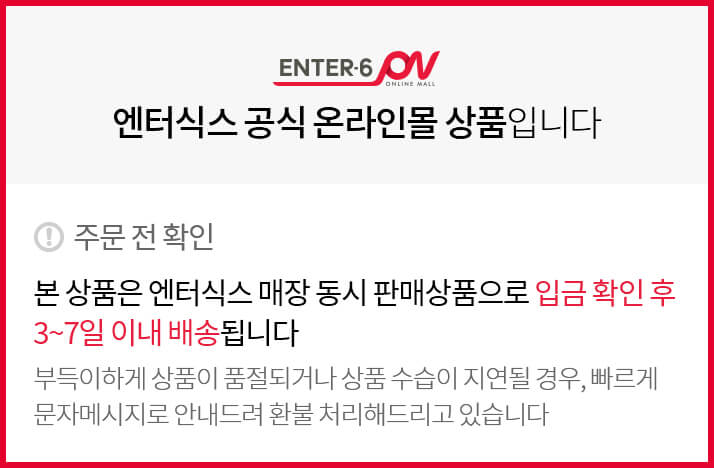 ENTER·6 ON
ONLINE MALL
엔터식스 공식 온라인몰 상품입니다
주문 전 확인
본 상품은 엔터식스 매장 동시 판매상품으로 입금 확인 후
3~7일 이내 배송됩니다
부득이하게 상품이 품절되거나 상품 수습이 지연될 경우, 빠르게
문자메시지로 안내드려 환불 처리해드리고 있습니다